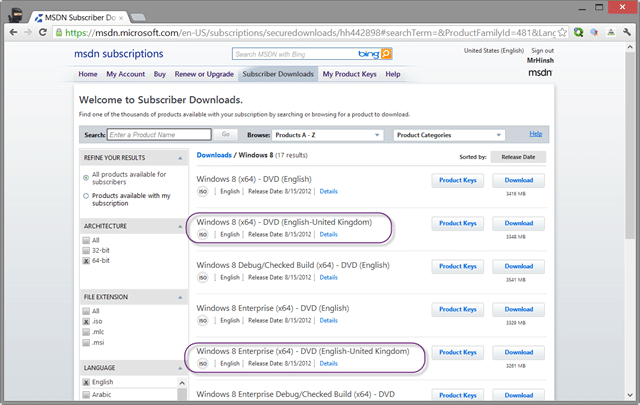 MSDN Subscriber Dow
https://msdn.microsoft.com/en-US/subscriptions/securedownloads/hh442898#searchTerm=&ProductFamilyId=481&Lang
msdn subscriptions
Search MSDN with Bing
bing
United States (English)
Sign out
MrHinsh
msdn
Home
My Account
Buy
Renew or Upgrade
Subscriber Downloads
My Product Keys
Help
Welcome to Subscriber Downloads.
Find one of the thousands of products available with your subscription by searching or browsing for a product to download.
Search:
Enter a Product Name
Go
Browse:
Products A - Z
Product Categories
Help
REFINE YOUR RESULTS
All products available for
subscribers
Products available with my
subscription
ARCHITECTURE
All
32-bit
64-bit
FILE EXTENSION
All
.iso
.mlc
.msi
LANGUAGE
English
Arabic
Downloads / Windows 8 (17 results)
Sorted by:
Release Date
Windows 8 (x64) - DVD (English)
ISO | English | Release Date: 8/15/2012 | Details
Product Keys
Download
3416 MB
Windows 8 (x64) - DVD (English-United Kingdom)
ISO | English | Release Date: 8/15/2012 | Details
Product Keys
Download
3348 MB
Windows 8 Debug/Checked Build (x64) - DVD (English)
ISO | English | Release Date: 8/15/2012 | Details
Product Keys
Download
3541 MB
Windows 8 Enterprise (x64) - DVD (English)
ISO | English | Release Date: 8/15/2012 | Details
Product Keys
Download
3329 MB
Windows 8 Enterprise (x64) - DVD (English-United Kingdom)
ISO | English | Release Date: 8/15/2012 | Details
Product Keys
Download
3261 MB
Windows 8 Enterprise Debug/Checked Build (x64) - DVD
Product Keys
Download